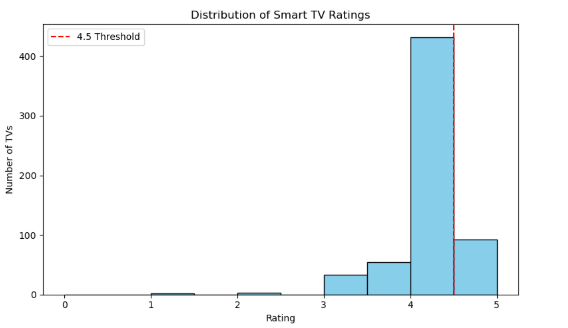 Distribution of Smart TV Ratings
4.5 Threshold
400
300
200
100
0
Number of TVs
0 1 2 3 4 5
Rating